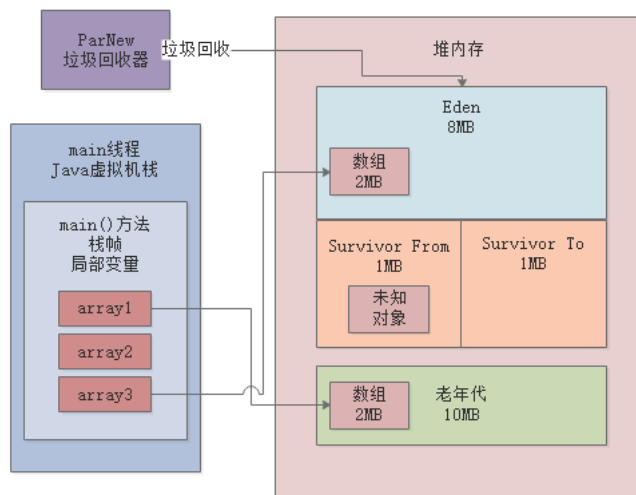 ParNew
垃圾回收器
垃圾回收
堆内存
Eden
8MB
数组
2MB
main线程
Java虚拟机栈
main()方法
栈帧
局部变量
array1
array2
array3
Survivor From
1MB
未知
对象
Survivor To
1MB
数组
2MB
老年代
10MB